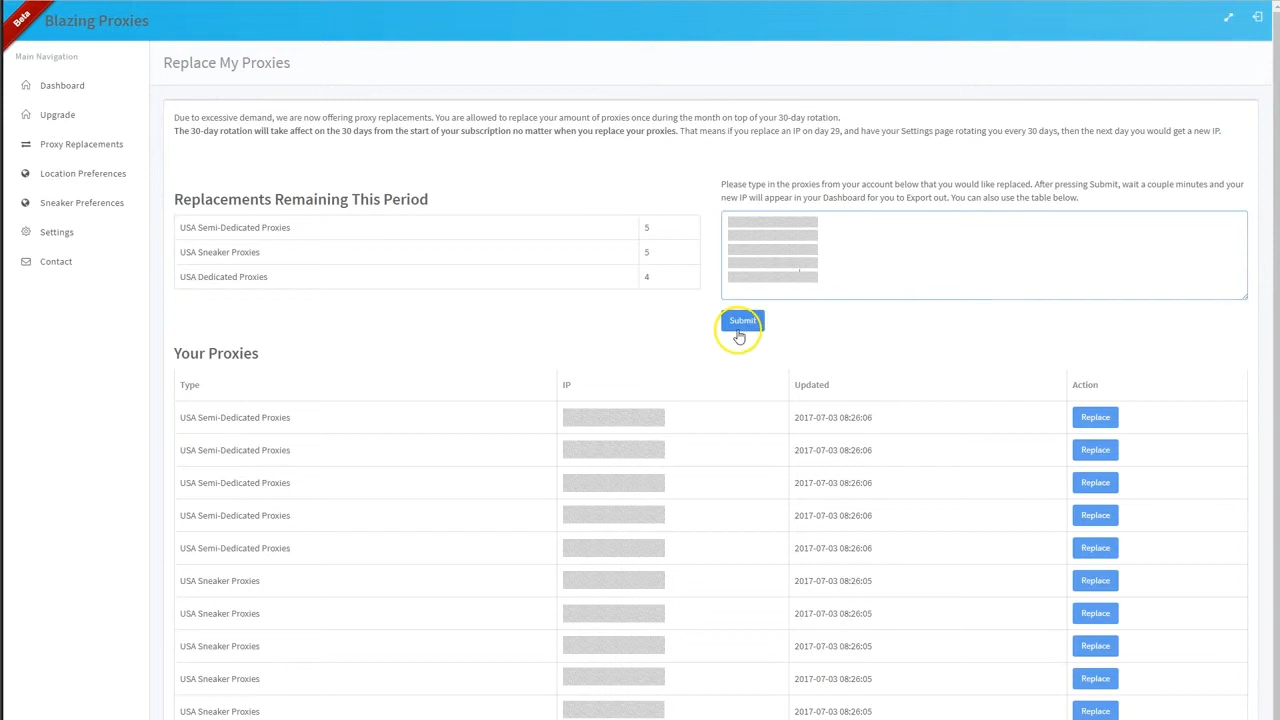 Beta
Blazing Proxies
Main Navigation
Dashboard
Upgrade
Proxy Replacements
Location Preferences
Sneaker Preferences
Settings
Contact
Replace My Proxies
Due to excessive demand, we are now offering proxy replacements. You are allowed to replace your amount of proxies once during the month on top of your 30-day rotation.
The 30-day rotation will take affect on the 30 days from the start of your subscription no matter when you replace your proxies. That means if you replace an IP on day 29, and have your Settings page rotating you every 30 days, then the next day you would get a new IP.
Replacements Remaining This Period
USA Semi-Dedicated Proxies 5
USA Sneaker Proxies 5
USA Dedicated Proxies 4
Please type in the proxies from your account below that you would like replaced. After pressing Submit, wait a couple minutes and your
new IP will appear in your Dashboard for you to Export out. You can also use the table below.
Submit
Your Proxies
Type IP Updated Action
USA Semi-Dedicated Proxies 2017-07-03 08:26:06 Replace
USA Semi-Dedicated Proxies 2017-07-03 08:26:06 Replace
USA Semi-Dedicated Proxies 2017-07-03 08:26:06 Replace
USA Semi-Dedicated Proxies 2017-07-03 08:26:06 Replace
USA Semi-Dedicated Proxies 2017-07-03 08:26:06 Replace
USA Sneaker Proxies 2017-07-03 08:26:05 Replace
USA Sneaker Proxies 2017-07-03 08:26:05 Replace
USA Sneaker Proxies 2017-07-03 08:26:05 Replace
USA Sneaker Proxies 2017-07-03 08:26:05 Replace
USA Sneaker Proxies 2017-07-03 08:26:05 Replace